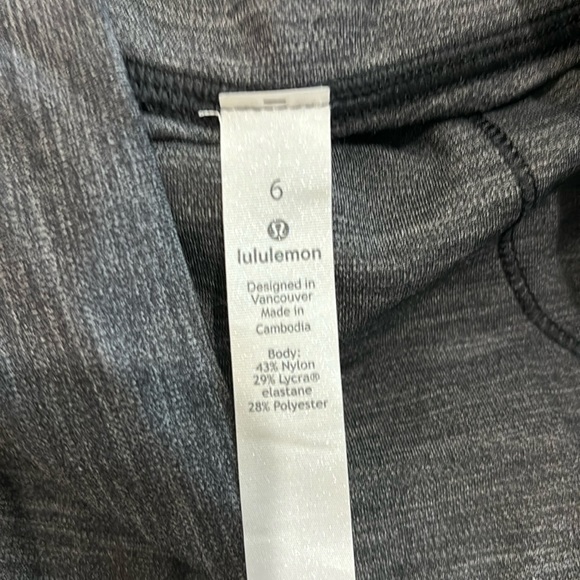 6
lululemon
Designed in
Vancouver
Made in
Cambodia
Body:
43% Nylon
29% Lycra®
elastane
28% Polyester